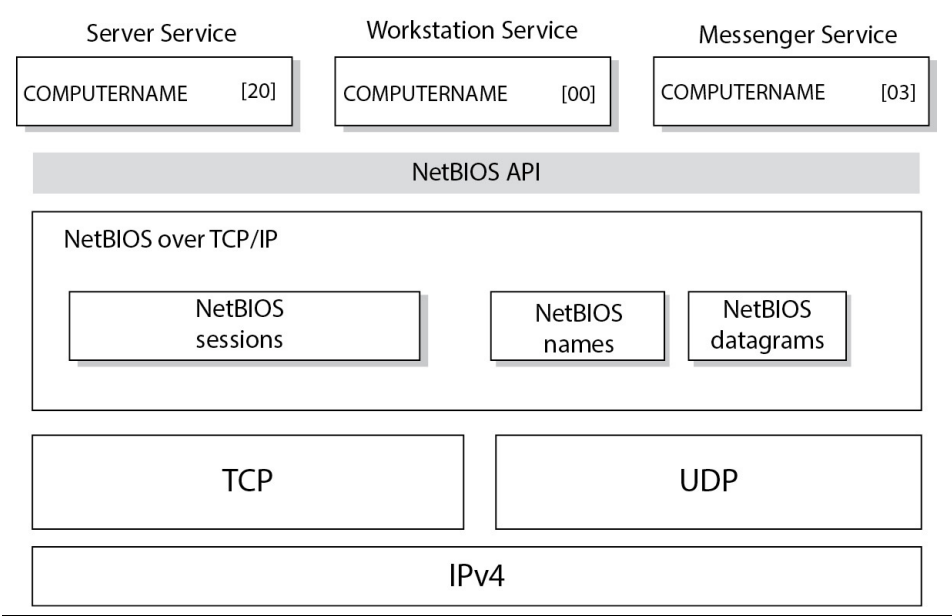 Server Service
Workstation Service
Messenger Service
COMPUTERNAME [20]
COMPUTERNAME [00]
COMPUTERNAME [03]
NetBIOS API
NetBIOS over TCP/IP
NetBIOS
sessions
NetBIOS
names
NetBIOS
datagrams
TCP
UDP
IPv4